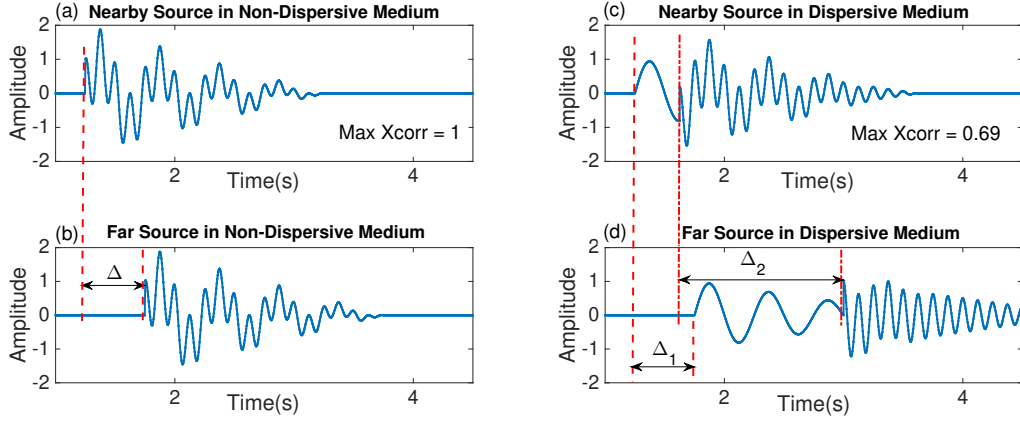 (a) Nearby Source in Non-Dispersive Medium
2
1
0
-1
-2
Amplitude
Max Xcorr = 1
2
4
Time(s)
(b) Far Source in Non-Dispersive Medium
2
1
0
-1
-2
Amplitude
Δ
2
4
Time(s)
(c) Nearby Source in Dispersive Medium
2
1
0
-1
-2
Amplitude
Max Xcorr = 0.69
2
4
Time(s)
(d) Far Source in Dispersive Medium
2
1
0
-1
-2
Amplitude
Δ2
Δ1
2
4
Time(s)